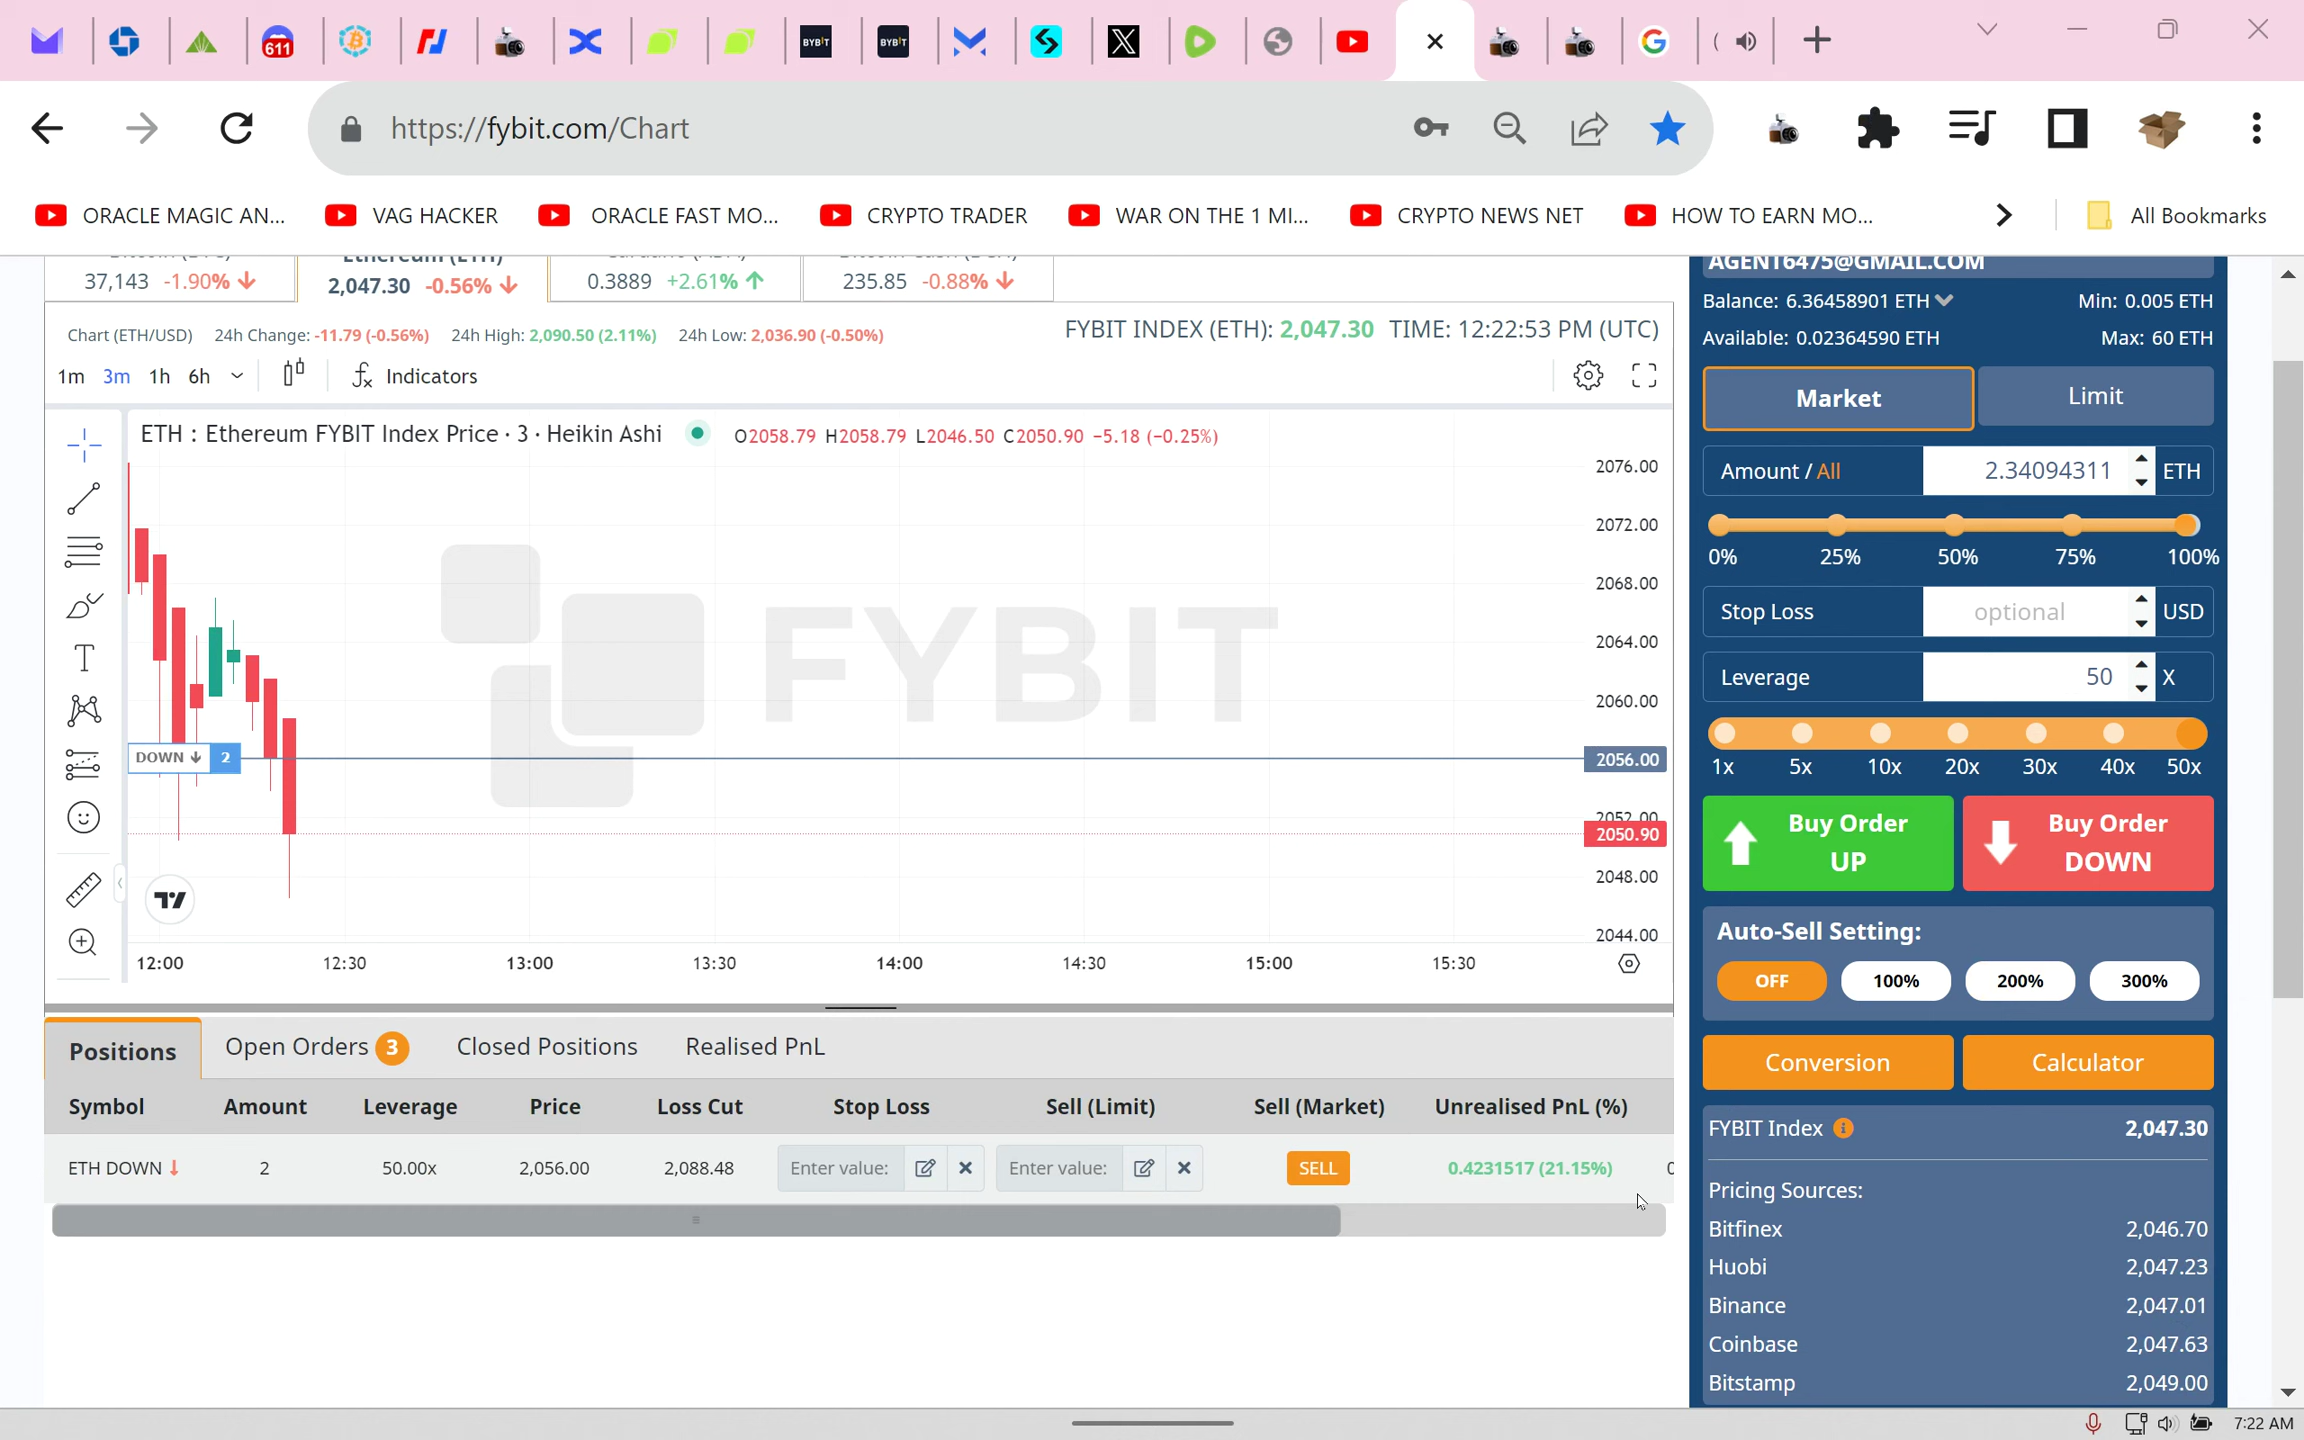 611
BYBIT
BYBIT
https://fybit.com/Chart
ORACLE MAGIC AN...
VAG HACKER
ORACLE FAST MO...
CRYPTO TRADER
WAR ON THE 1 MI...
CRYPTO NEWS NET
HOW TO EARN MO...
All Bookmarks
Ethereum (ETH)
37,143 -1.90%
2,047.30 -0.56%
0.3889 +2.61%
235.85 -0.88%
Chart (ETH/USD) 24h Change: -11.79 (-0.56%) 24h High: 2,090.50 (2.11%) 24h Low: 2,036.90 (-0.50%)
FYBIT INDEX (ETH): 2,047.30 TIME: 12:22:53 PM (UTC)
1m 3m 1h 6h Indicators
ETH : Ethereum FYBIT Index Price · 3 · Heikin Ashi O2058.79 H2058.79 L2046.50 C2050.90 −5.18 (−0.25%)
2076.00
2072.00
2068.00
2064.00
2060.00
2056.00
2052.00
2050.90
2048.00
2044.00
FYBIT
DOWN ↓ 2
12:00 12:30 13:00 13:30 14:00 14:30 15:00 15:30
Positions Open Orders 3 Closed Positions Realised PnL
Symbol Amount Leverage Price Loss Cut Stop Loss Sell (Limit) Sell (Market) Unrealised PnL (%)
ETH DOWN ↓ 2 50.00x 2,056.00 2,088.48 Enter value: Enter value: SELL 0.4231517 (21.15%)
AGENT6475@GMAIL.COM
Balance: 6.36458901 ETH Min: 0.005 ETH
Available: 0.02364590 ETH Max: 60 ETH
Market Limit
Amount / All 2.34094311 ETH
0% 25% 50% 75% 100%
Stop Loss optional USD
Leverage 50 X
1x 5x 10x 20x 30x 40x 50x
Buy Order UP
Buy Order DOWN
Auto-Sell Setting:
OFF 100% 200% 300%
Conversion Calculator
FYBIT Index 2,047.30
Pricing Sources:
Bitfinex 2,046.70
Huobi 2,047.23
Binance 2,047.01
Coinbase 2,047.63
Bitstamp 2,049.00
7:22 AM